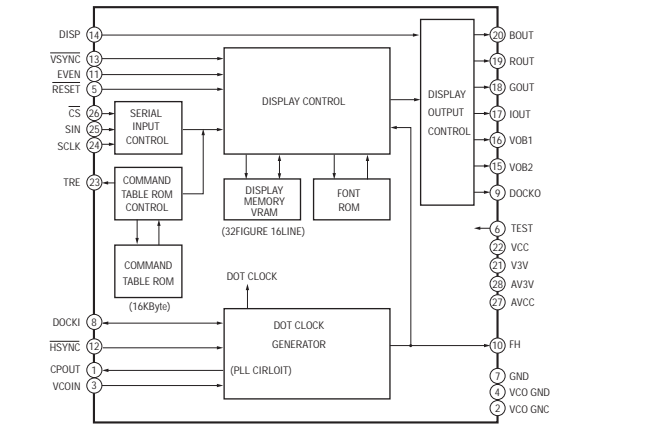 DISP 14
VSYNC 13
EVEN 11
RESET 5
CS 26
SIN 25
SCLK 24
TRE 23
DOCKI 8
HSYNC 12
CPOUT 1
VCOIN 3
SERIAL
INPUT
CONTROL
COMMAND
TABLE ROM
CONTROL
COMMAND
TABLE ROM
(16KByte)
DISPLAY CONTROL
DISPLAY
MEMORY
VRAM
(32FIGURE 16LINE)
FONT
ROM
DOT CLOCK
DOT CLOCK
GENERATOR
(PLL CIRLOIT)
DISPLAY
OUTPUT
CONTROL
20 BOUT
19 ROUT
18 GOUT
17 IOUT
16 VOB1
15 VOB2
9 DOCKO
6 TEST
22 VCC
21 V3V
28 AV3V
27 AVCC
10 FH
7 GND
4 VCO GND
2 VCO GNC